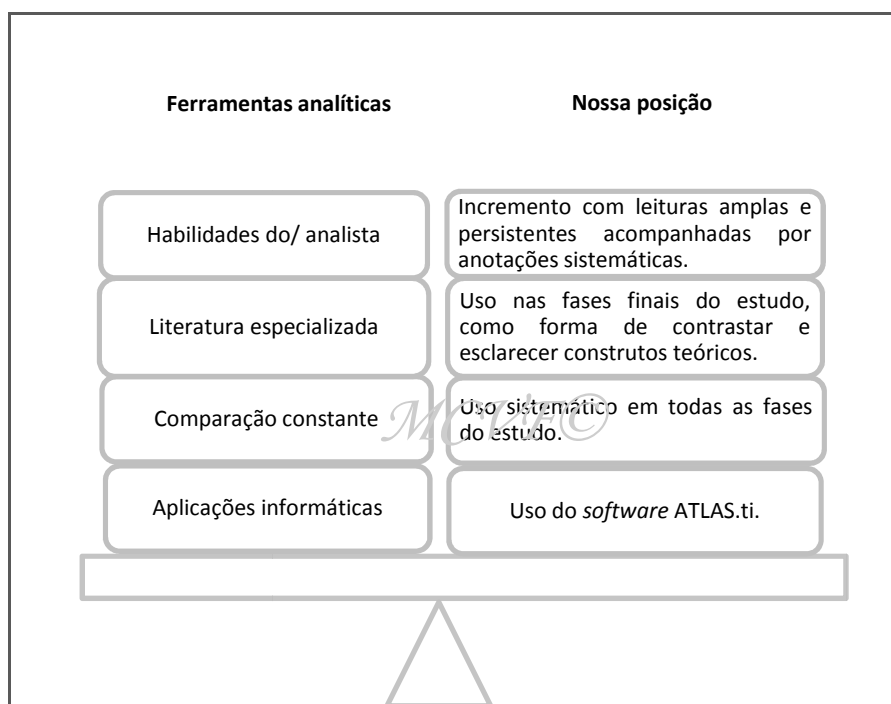 Ferramentas analíticas
Nossa posição
Habilidades do/ analista
Incremento com leituras amplas e
persistentes acompanhadas por
anotações sistemáticas.
Literatura especializada
Uso nas fases finais do estudo,
como forma de contrastar e
esclarecer construtos teóricos.
Comparação constante
Uso sistemático em todas as fases
do estudo.
MCVF©
Aplicações informáticas
Uso do software ATLAS.ti.